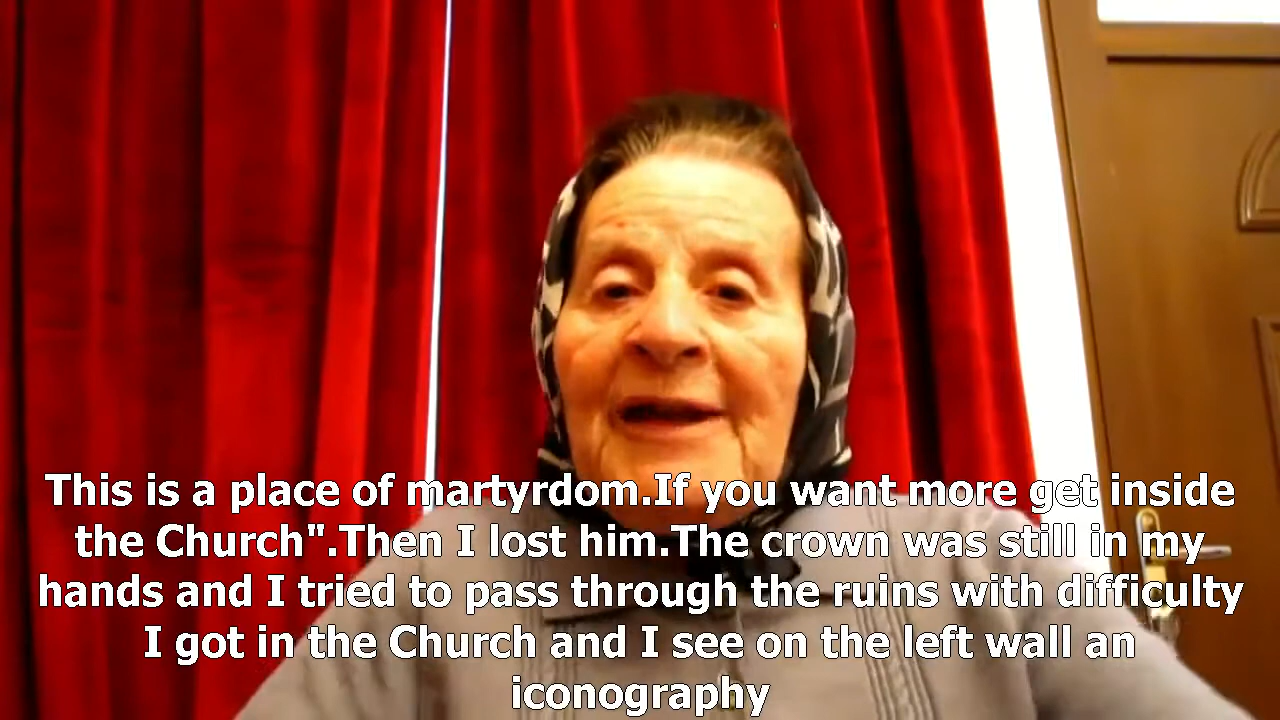 This is a place of martyrdom.If you want more get inside
the Church".Then I lost him.The crown was still in my
hands and I tried to pass through the ruins with difficulty
I got in the Church and I see on the left wall an
iconography